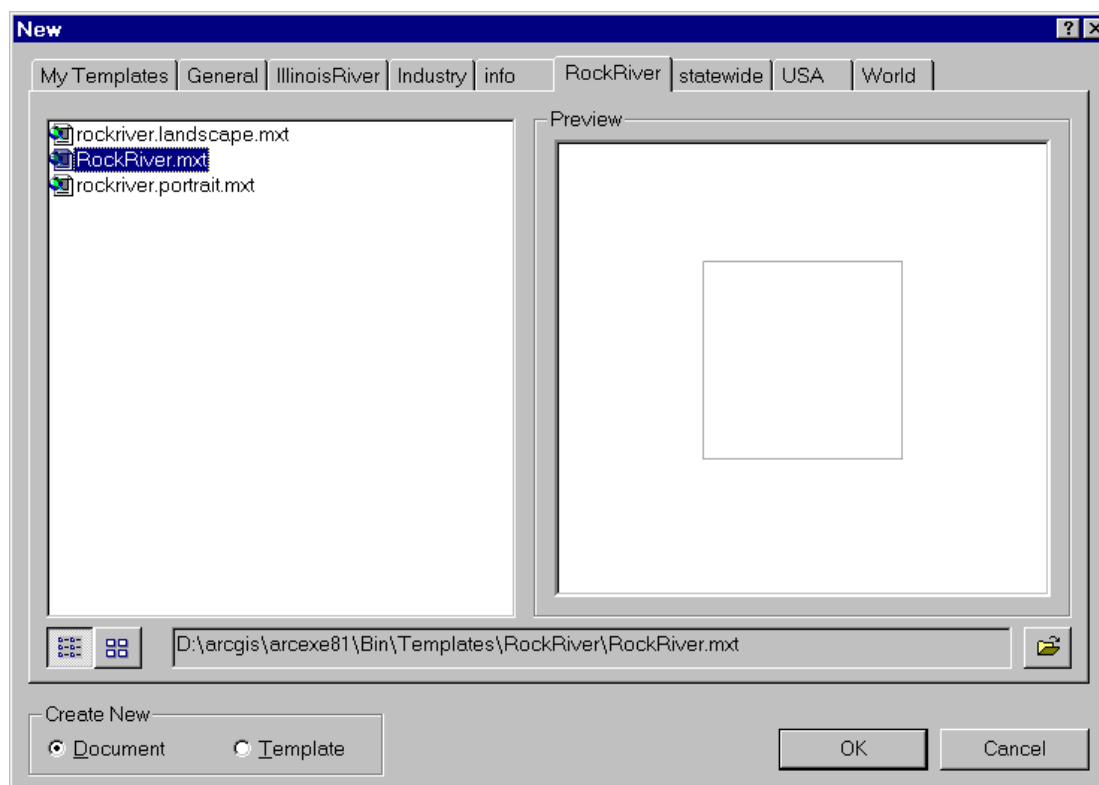 New
My Templates General IllinoisRiver Industry info RockRiver statewide USA World
rockriver.landscape.mxt
RockRiver.mxt
rockriver.portrait.mxt
Preview
D:\arcgis\arcexe81\Bin\Templates\RockRiver\RockRiver.mxt
Create New
Document Template
OK Cancel